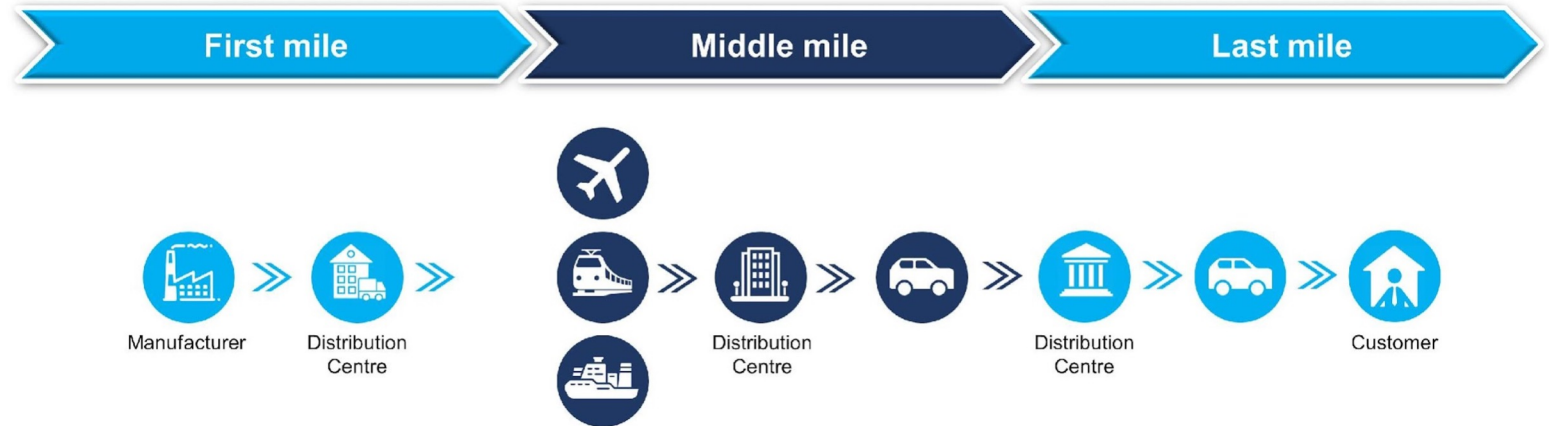 First mile
Middle mile
Last mile
Manufacturer
Distribution
Centre
Distribution
Centre
Distribution
Centre
Customer